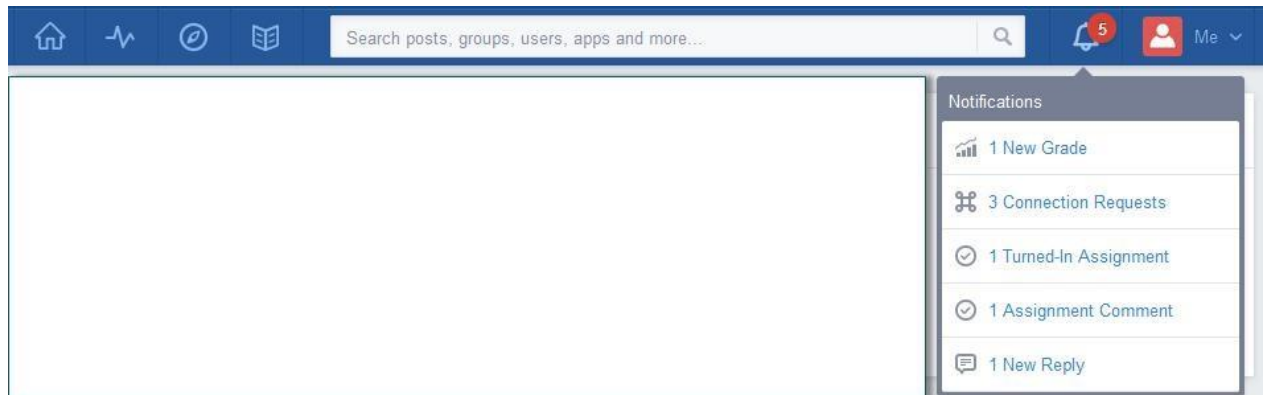 Search posts, groups, users, apps and more...
5
Me
Notifications
1 New Grade
3 Connection Requests
1 Turned-In Assignment
1 Assignment Comment
1 New Reply